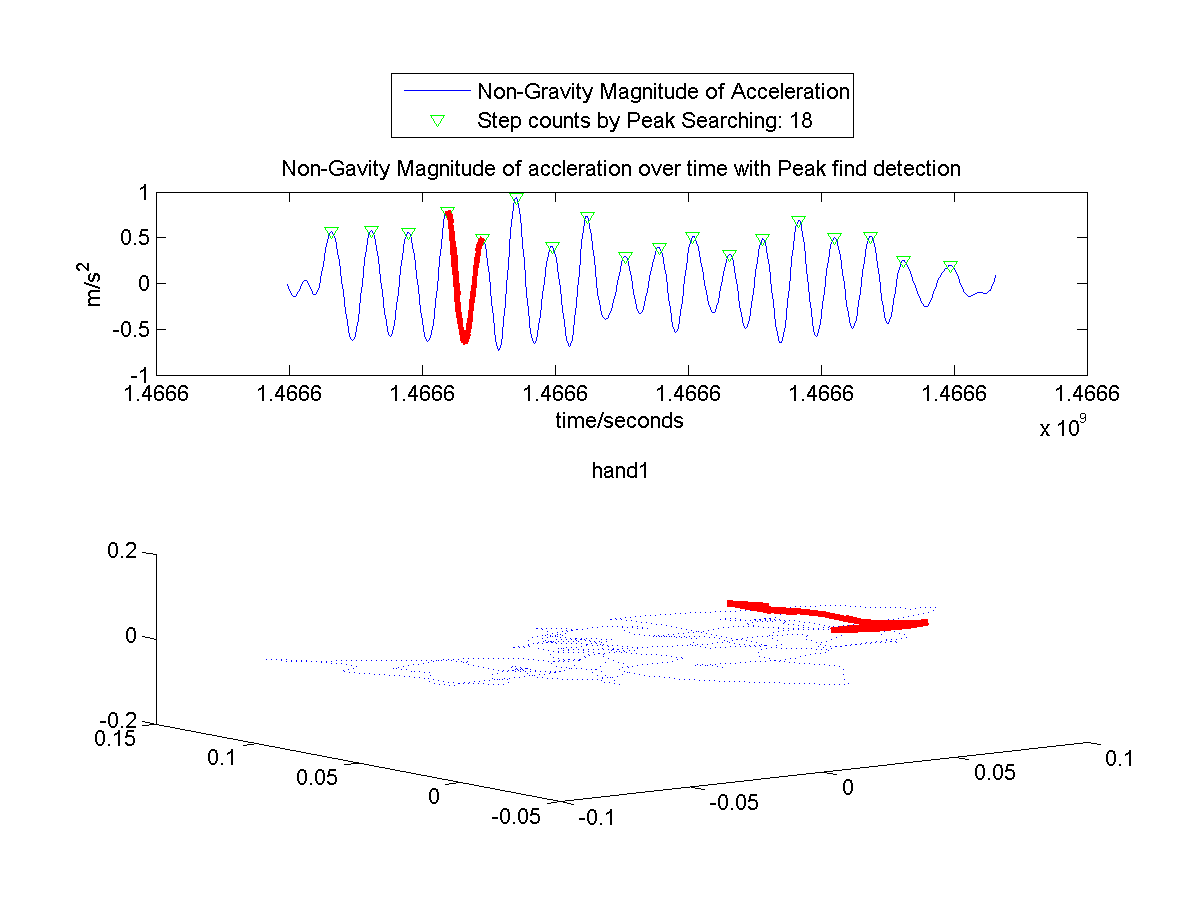 Non-Gravity Magnitude of Acceleration
Step counts by Peak Searching: 18
Non-Gavity Magnitude of accleration over time with Peak find detection
1
0.5
0
-0.5
-1
m/s2
1.4666 1.4666 1.4666 1.4666 1.4666 1.4666 1.4666 1.4666
time/seconds
x 10^9
hand1
0.2
0
-0.2
0.15
0.1
0.05
0
-0.05
-0.1
-0.05
0
0.05
0.1